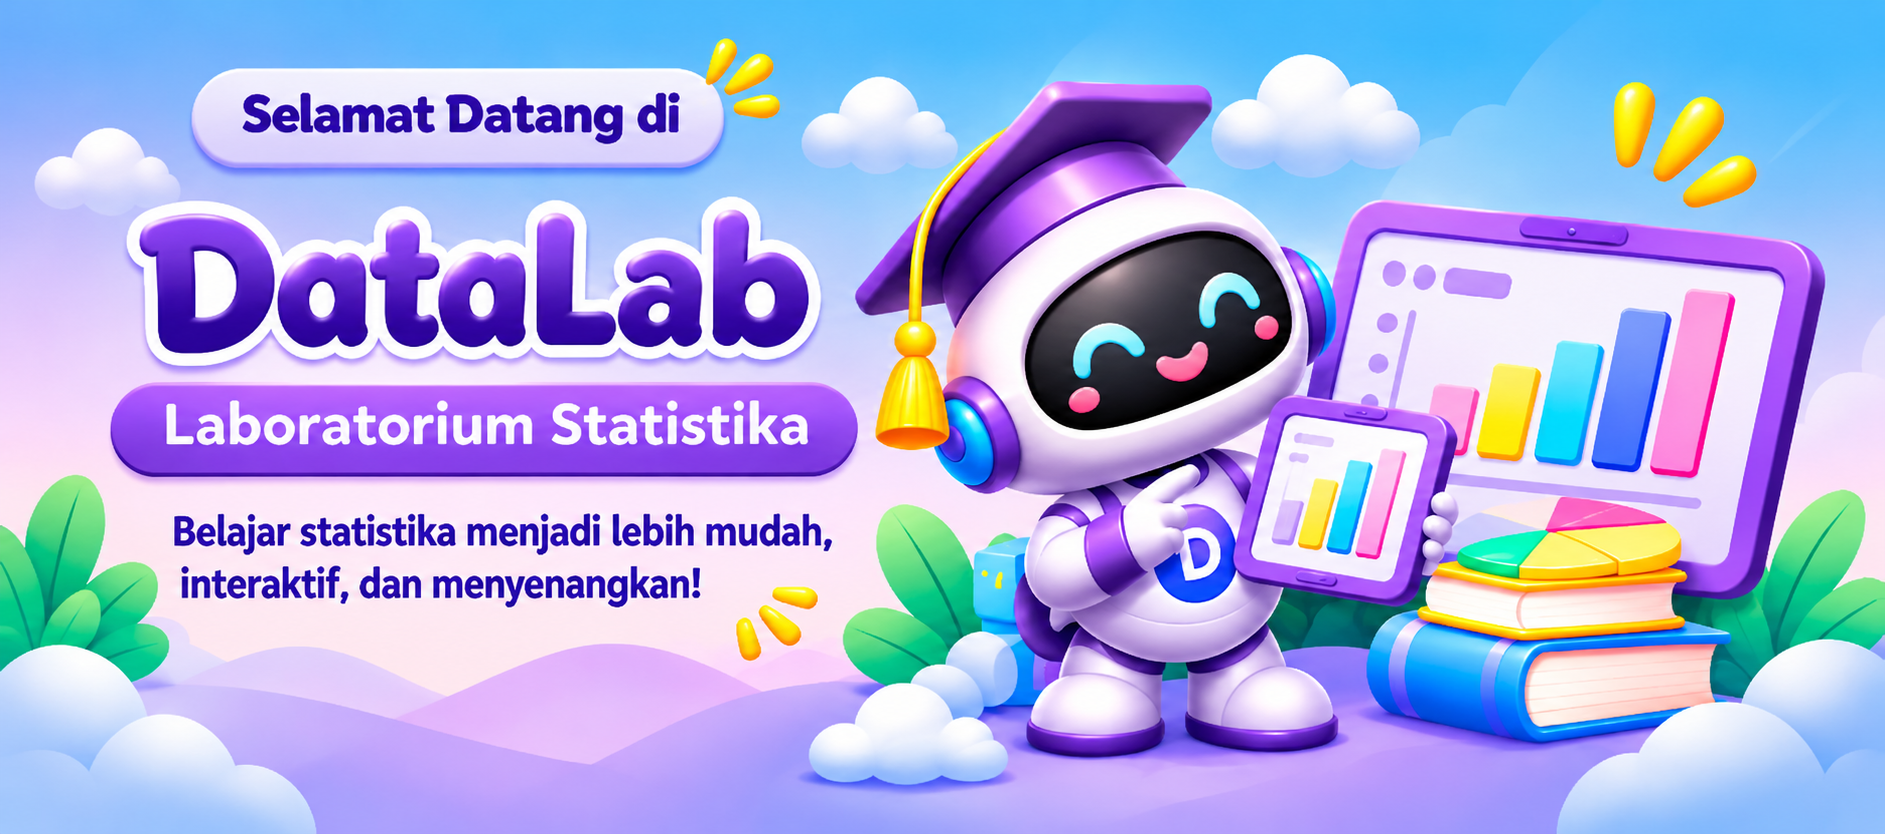 Selamat Datang di
DataLab
Laboratorium Statistika
Belajar statistika menjadi lebih mudah,
interaktif, dan menyenangkan!
D